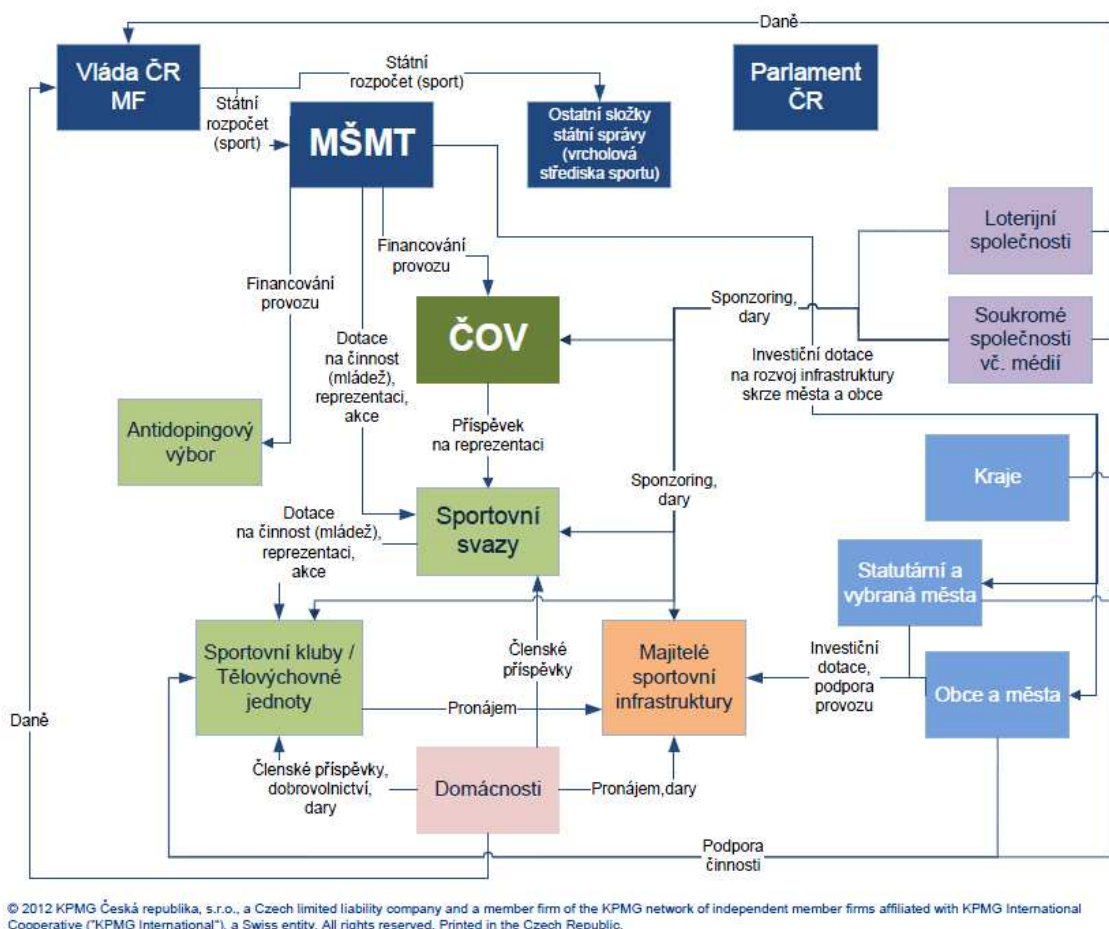 Daně
Vláda ČR
MF
Parlament
ČR
Státní
rozpočet (sport)
Státní
rozpočet
(sport)
MŠMT
Ostatní složky
státní správy
(vrcholová
střediska sportu)
Loterijní
společnosti
Financování
provozu
Financování
provozu
Sponzoring,
dary
ČOV
Soukromé
společnosti
vč. médií
Dotace
na činnost
(mládež),
reprezentaci,
akce
Investiční dotace
na rozvoj infrastruktury
skrze města a obce
Antidopingový
výbor
Příspěvek
na reprezentaci
Kraje
Sponzoring,
dary
Dotace
na činnost (mládež),
reprezentaci,
akce
Sportovní
svazy
Statutární a
vybraná města
Sportovní kluby /
Tělovýchovné
jednoty
Členské
příspěvky
Majitelé
sportovní
infrastruktury
Investiční
dotace,
podpora
provozu
Obce a města
Daně
Pronájem
Členské příspěvky,
dobrovolnictví,
dary
Domácnosti
Pronájem,dary
Podpora
činnosti
© 2012 KPMG Česká republika, s.r.o., a Czech limited liability company and a member firm of the KPMG network of independent member firms affiliated with KPMG International
Cooperative ("KPMG International"), a Swiss entity. All rights reserved. Printed in the Czech Republic.